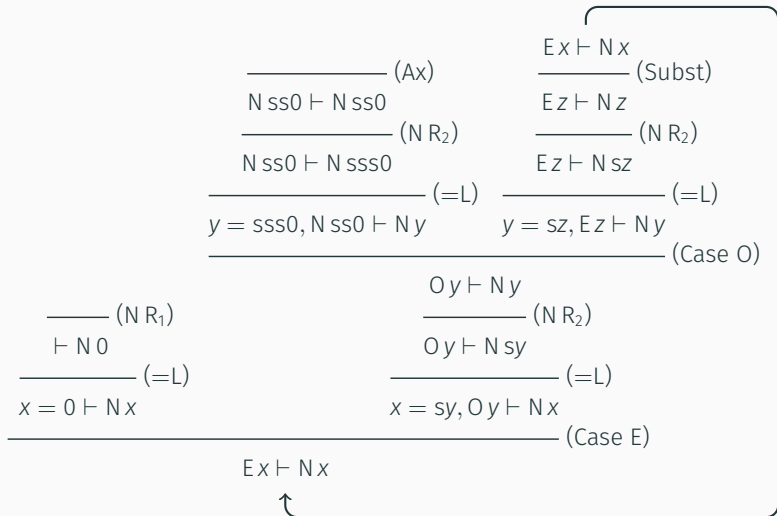 E x ⊢ N x
(Ax) (Subst)
N ss0 ⊢ N ss0 E z ⊢ N z
(N R₂) (N R₂)
N ss0 ⊢ N sss0 E z ⊢ N sz
(=L) (=L)
y = sss0, N ss0 ⊢ N y y = sz, E z ⊢ N y
(Case O)
O y ⊢ N y
(N R₁) (N R₂)
⊢ N 0 O y ⊢ N sy
(=L) (=L)
x = 0 ⊢ N x x = sy, O y ⊢ N x
(Case E)
E x ⊢ N x